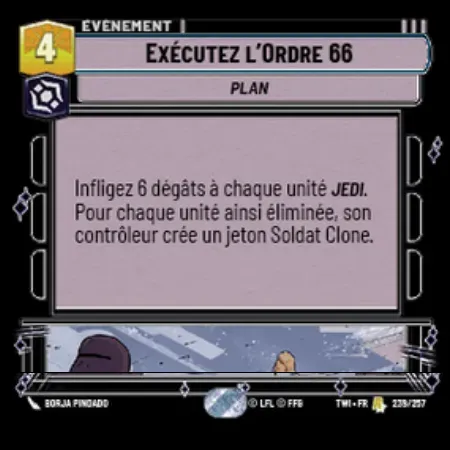 ÉVÉNEMENT
4
EXÉCUTEZ L'ORDRE 66
PLAN
Infligez 6 dégâts à chaque unité JEDI.
Pour chaque unité ainsi éliminée, son
contrôleur crée un jeton Soldat Clone.
BORJA PINDADO
© LFL © FFG
TWI • FR
239/257